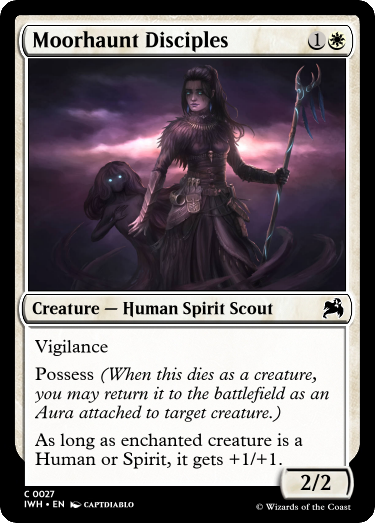 Moorhaunt Disciples 1
Creature — Human Spirit Scout
Vigilance
Possess (When this dies as a creature,
you may return it to the battlefield as an
Aura attached to target creature.)
As long as enchanted creature is a
Human or Spirit, it gets +1/+1.
2/2
C 0027
IWH • EN CAPTDIABLO
© Wizards of the Coast